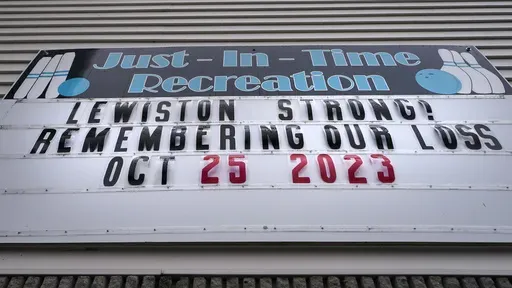 Just-In-Time
Recreation
LEWISTON STRONG?
REMEMBERING OUR LOSS
OCT 25 2023